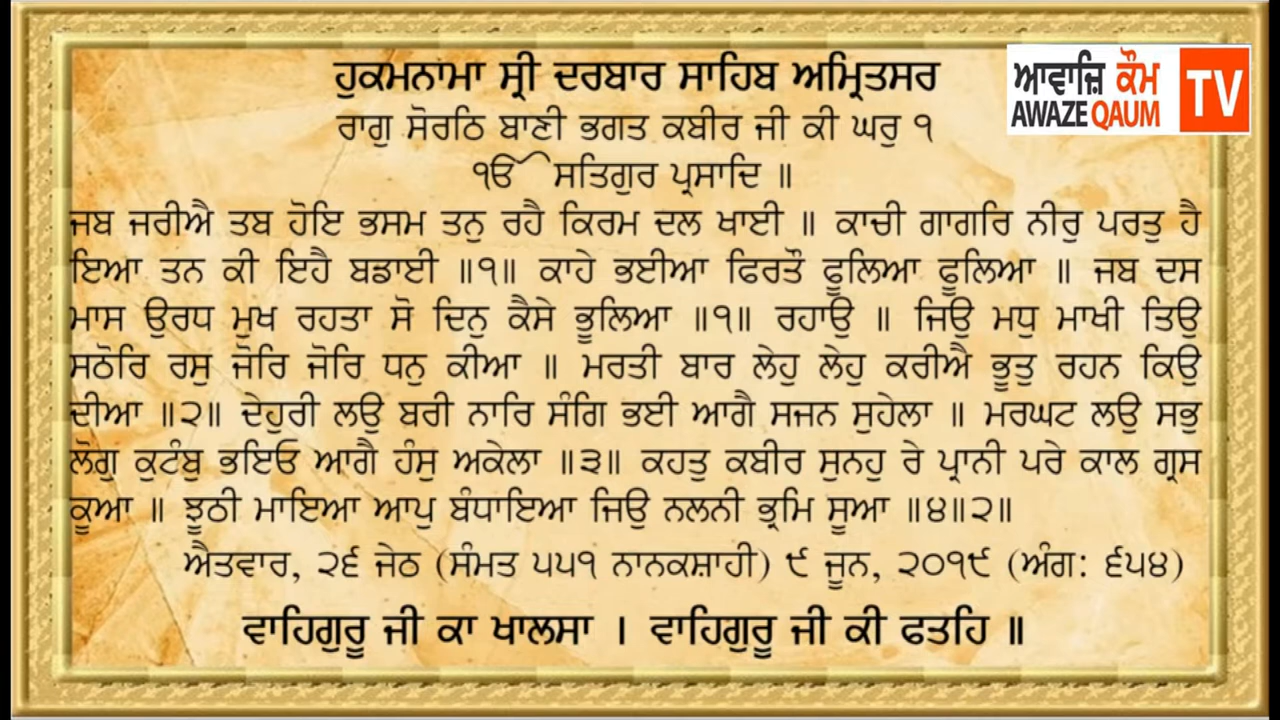 ਹੁਕਮਨਾਮਾ ਸ੍ਰੀ ਦਰਬਾਰ ਸਾਹਿਬ ਅਮ੍ਰਿਤਸਰ
ਆਵਾਜ਼ਿ ਕੌਮ
AWAZE QAUM
TV
ਰਾਗੁ ਸੋਰਠਿ ਬਾਣੀ ਭਗਤ ਕਬੀਰ ਜੀ ਕੀ ਘਰੁ ੧
ੴ ਸਤਿਗੁਰ ਪ੍ਰਸਾਦਿ ॥
ਜਬ ਜਰੀਐ ਤਬ ਹੋਇ ਭਸਮ ਤਨੁ ਰਹੈ ਕਿਰਮ ਦਲ ਖਾਈ ॥ ਕਾਚੀ ਗਾਗਰਿ ਨੀਰੁ ਪਰਤੁ ਹੈ
ਇਆ ਤਨ ਕੀ ਇਹੈ ਬਡਾਈ ॥੧॥ ਕਾਹੇ ਭਈਆ ਫਿਰਤੌ ਫੂਲਿਆ ਫੂਲਿਆ ॥ ਜਬ ਦਸ
ਮਾਸ ਉਰਧ ਮੁਖ ਰਹਤਾ ਸੋ ਦਿਨੁ ਕੈਸੇ ਭੂਲਿਆ ॥੧॥ ਰਹਾਉ ॥ ਜਿਉ ਮਧੁ ਮਾਖੀ ਤਿਉ
ਸਠੋਰਿ ਰਸੁ ਜੋਰਿ ਜੋਰਿ ਧਨੁ ਕੀਆ ॥ ਮਰਤੀ ਬਾਰ ਲੇਹੁ ਲੇਹੁ ਕਰੀਐ ਭੂਤੁ ਰਹਨ ਕਿਉ
ਦੀਆ ॥੨॥ ਦੇਹੁਰੀ ਲਉ ਬਰੀ ਨਾਰਿ ਸੰਗਿ ਭਈ ਆਗੈ ਸਜਨ ਸੁਹੇਲਾ ॥ ਮਰਘਟ ਲਉ ਸਭੁ
ਲੋਗੁ ਕੁਟੰਬੁ ਭਇਓ ਆਗੈ ਹੰਸੁ ਅਕੇਲਾ ॥੩॥ ਕਹਤੁ ਕਬੀਰ ਸੁਨਹੁ ਰੇ ਪ੍ਰਾਨੀ ਪਰੇ ਕਾਲ ਗ੍ਰਸ
ਕੂਆ ॥ ਝੂਠੀ ਮਾਇਆ ਆਪੁ ਬੰਧਾਇਆ ਜਿਉ ਨਲਨੀ ਭ੍ਰਮਿ ਸੂਆ ॥੪॥੨॥
ਐਤਵਾਰ, ੨੬ ਜੇਠ (ਸੰਮਤ ੫੫੧ ਨਾਨਕਸ਼ਾਹੀ) ੯ ਜੂਨ, ੨੦੧੯ (ਅੰਗ: ੬੫੪)
ਵਾਹਿਗੁਰੂ ਜੀ ਕਾ ਖਾਲਸਾ । ਵਾਹਿਗੁਰੂ ਜੀ ਕੀ ਫਤਹਿ ॥